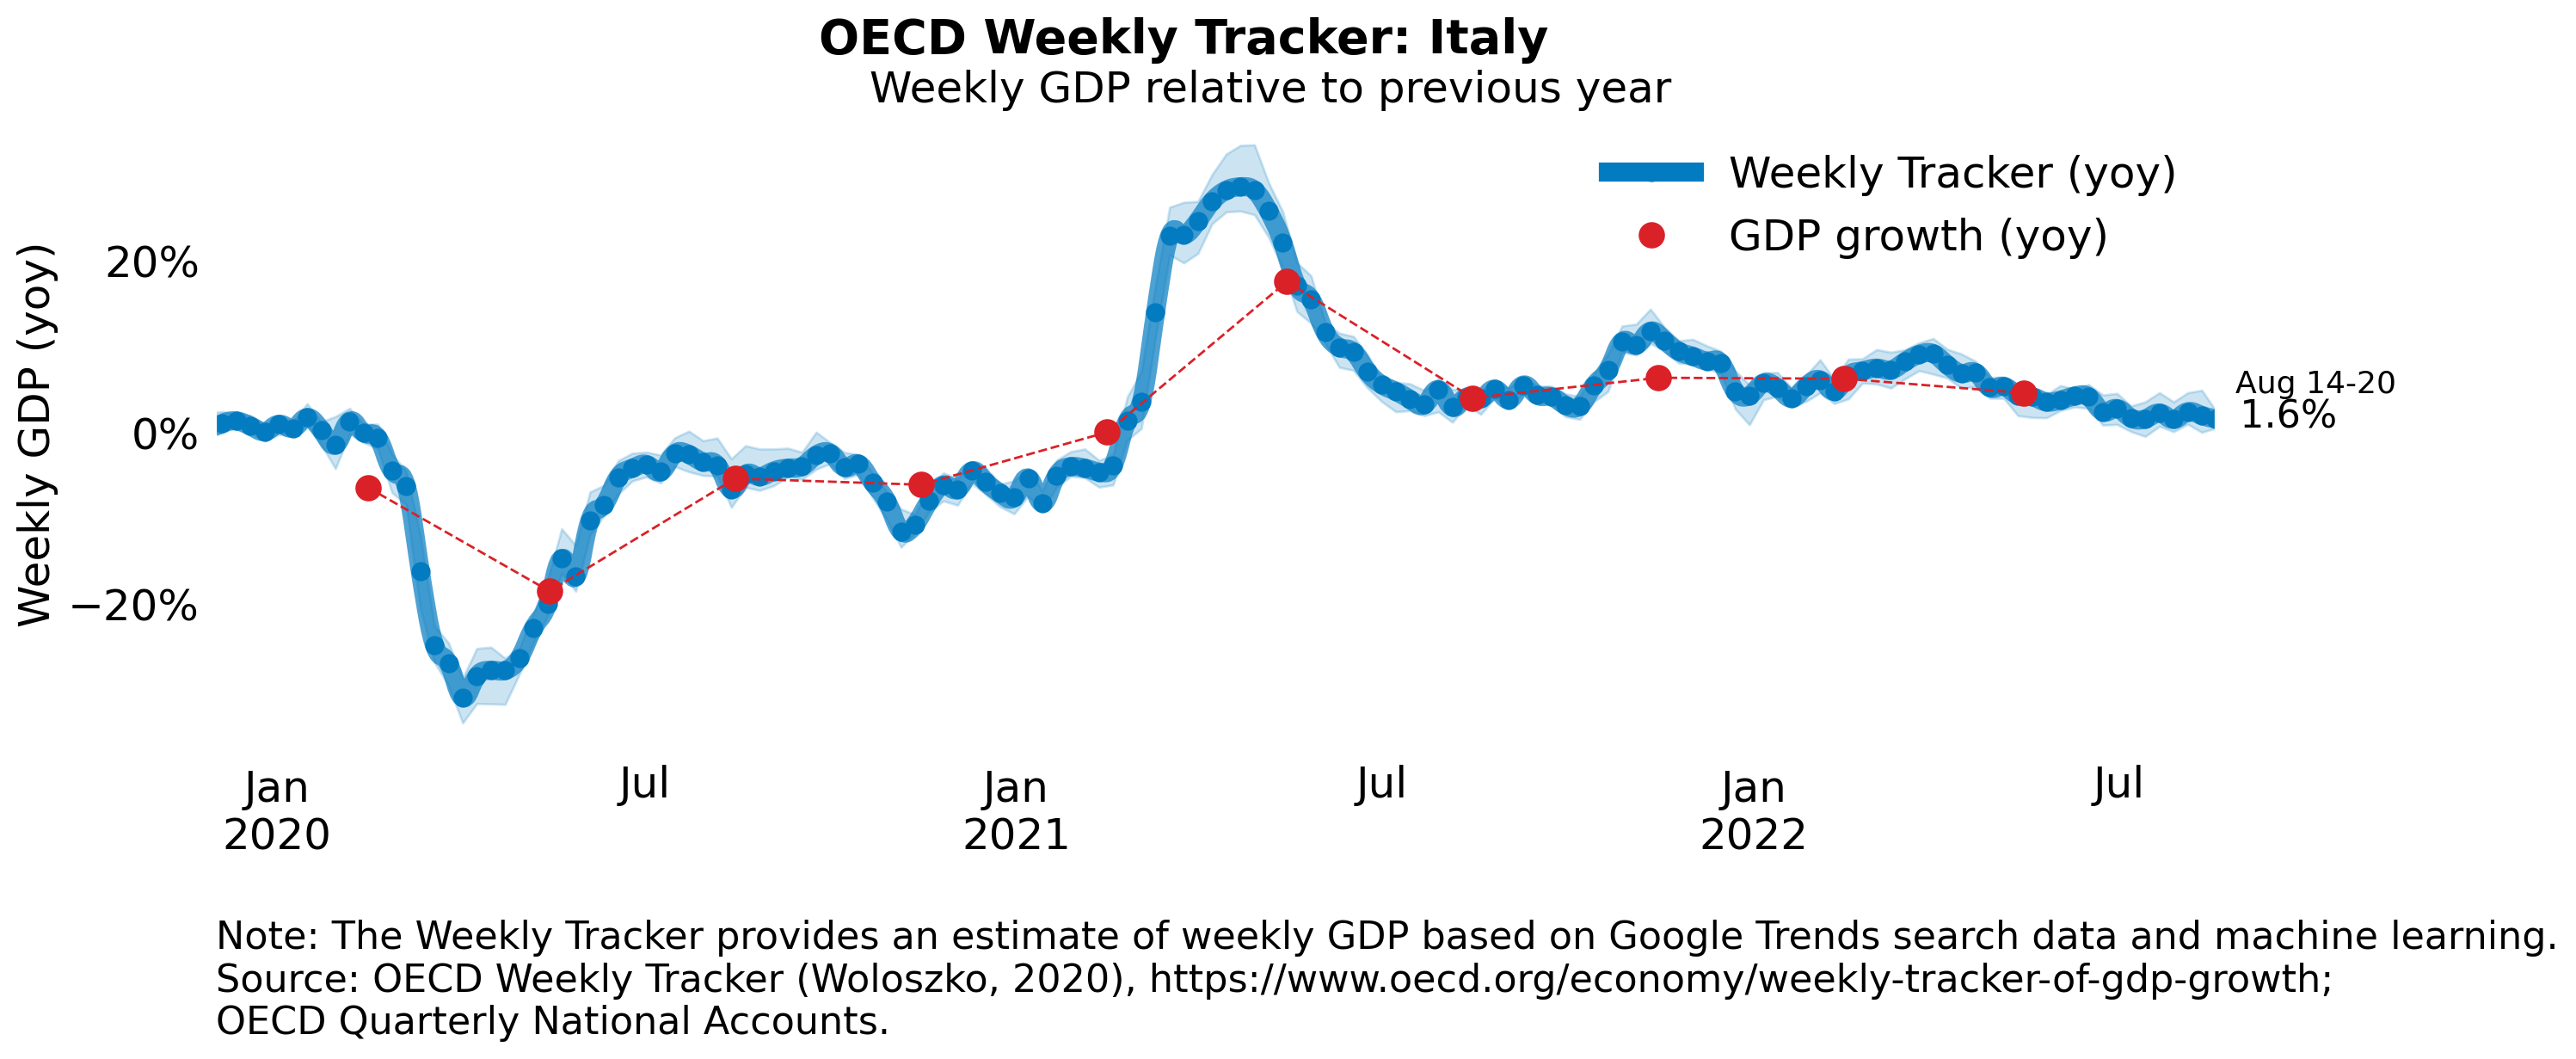 OECD Weekly Tracker: Italy
Weekly GDP relative to previous year
Weekly Tracker (yoy)
GDP growth (yoy)
Weekly GDP (yoy)
20%
0%
−20%
Aug 14-20
1.6%
Jan
2020
Jul
Jan
2021
Jul
Jan
2022
Jul
Note: The Weekly Tracker provides an estimate of weekly GDP based on Google Trends search data and machine learning.
Source: OECD Weekly Tracker (Woloszko, 2020), https://www.oecd.org/economy/weekly-tracker-of-gdp-growth;
OECD Quarterly National Accounts.